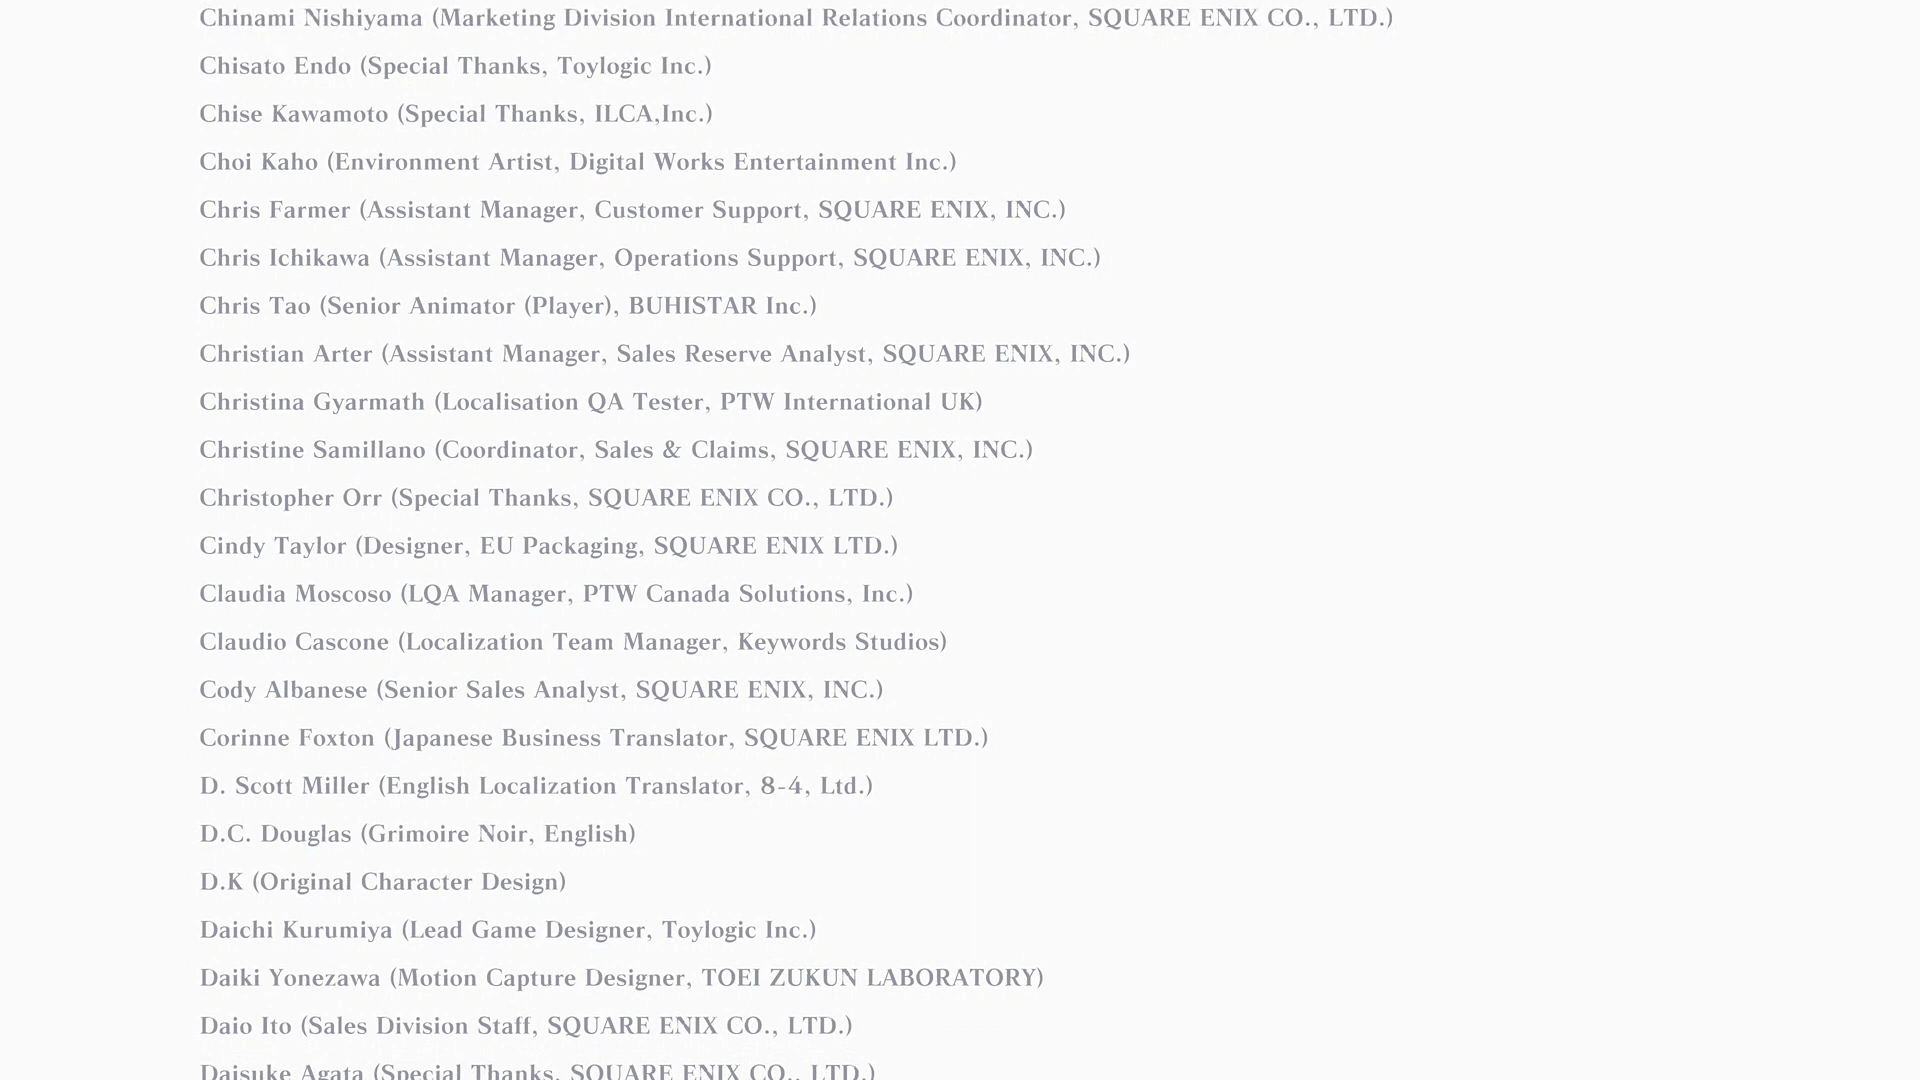 Chinami Nishiyama (Marketing Division International Relations Coordinator, SQUARE ENIX CO., LTD.)
Chisato Endo (Special Thanks, Toylogic Inc.)
Chise Kawamoto (Special Thanks, ILCA,Inc.)
Choi Kaho (Environment Artist, Digital Works Entertainment Inc.)
Chris Farmer (Assistant Manager, Customer Support, SQUARE ENIX, INC.)
Chris Ichikawa (Assistant Manager, Operations Support, SQUARE ENIX, INC.)
Chris Tao (Senior Animator (Player), BUHISTAR Inc.)
Christian Arter (Assistant Manager, Sales Reserve Analyst, SQUARE ENIX, INC.)
Christina Gyarmath (Localisation QA Tester, PTW International UK)
Christine Samillano (Coordinator, Sales & Claims, SQUARE ENIX, INC.)
Christopher Orr (Special Thanks, SQUARE ENIX CO., LTD.)
Cindy Taylor (Designer, EU Packaging, SQUARE ENIX LTD.)
Claudia Moscoso (LQA Manager, PTW Canada Solutions, Inc.)
Claudio Cascone (Localization Team Manager, Keywords Studios)
Cody Albanese (Senior Sales Analyst, SQUARE ENIX, INC.)
Corinne Foxton (Japanese Business Translator, SQUARE ENIX LTD.)
D. Scott Miller (English Localization Translator, 8-4, Ltd.)
D.C. Douglas (Grimoire Noir, English)
D.K (Original Character Design)
Daichi Kurumiya (Lead Game Designer, Toylogic Inc.)
Daiki Yonezawa (Motion Capture Designer, TOEI ZUKUN LABORATORY)
Daio Ito (Sales Division Staff, SQUARE ENIX CO., LTD.)
Daisuke Agata (Special Thanks, SQUARE ENIX CO., LTD.)